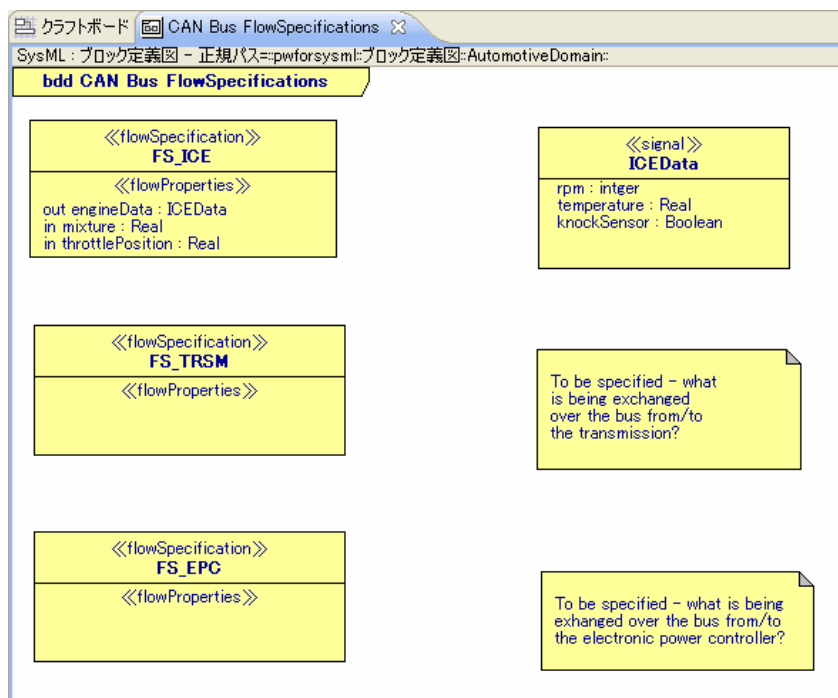 クラフトボード CAN Bus FlowSpecifications
SysML : ブロック定義図 - 正規パス=::pwforsysml::ブロック定義図::AutomotiveDomain::
bdd CAN Bus FlowSpecifications
≪flowSpecification≫
FS_ICE
≪flowProperties≫
out engineData : ICEData
in mixture : Real
in throttlePosition : Real
≪signal≫
ICEData
rpm : intger
temperature : Real
knockSensor : Boolean
≪flowSpecification≫
FS_TRSM
≪flowProperties≫
To be specified - what
is being exchanged
over the bus from/to
the transmission?
≪flowSpecification≫
FS_EPC
≪flowProperties≫
To be specified - what is being
exhanged over the bus from/to
the electronic power controller?